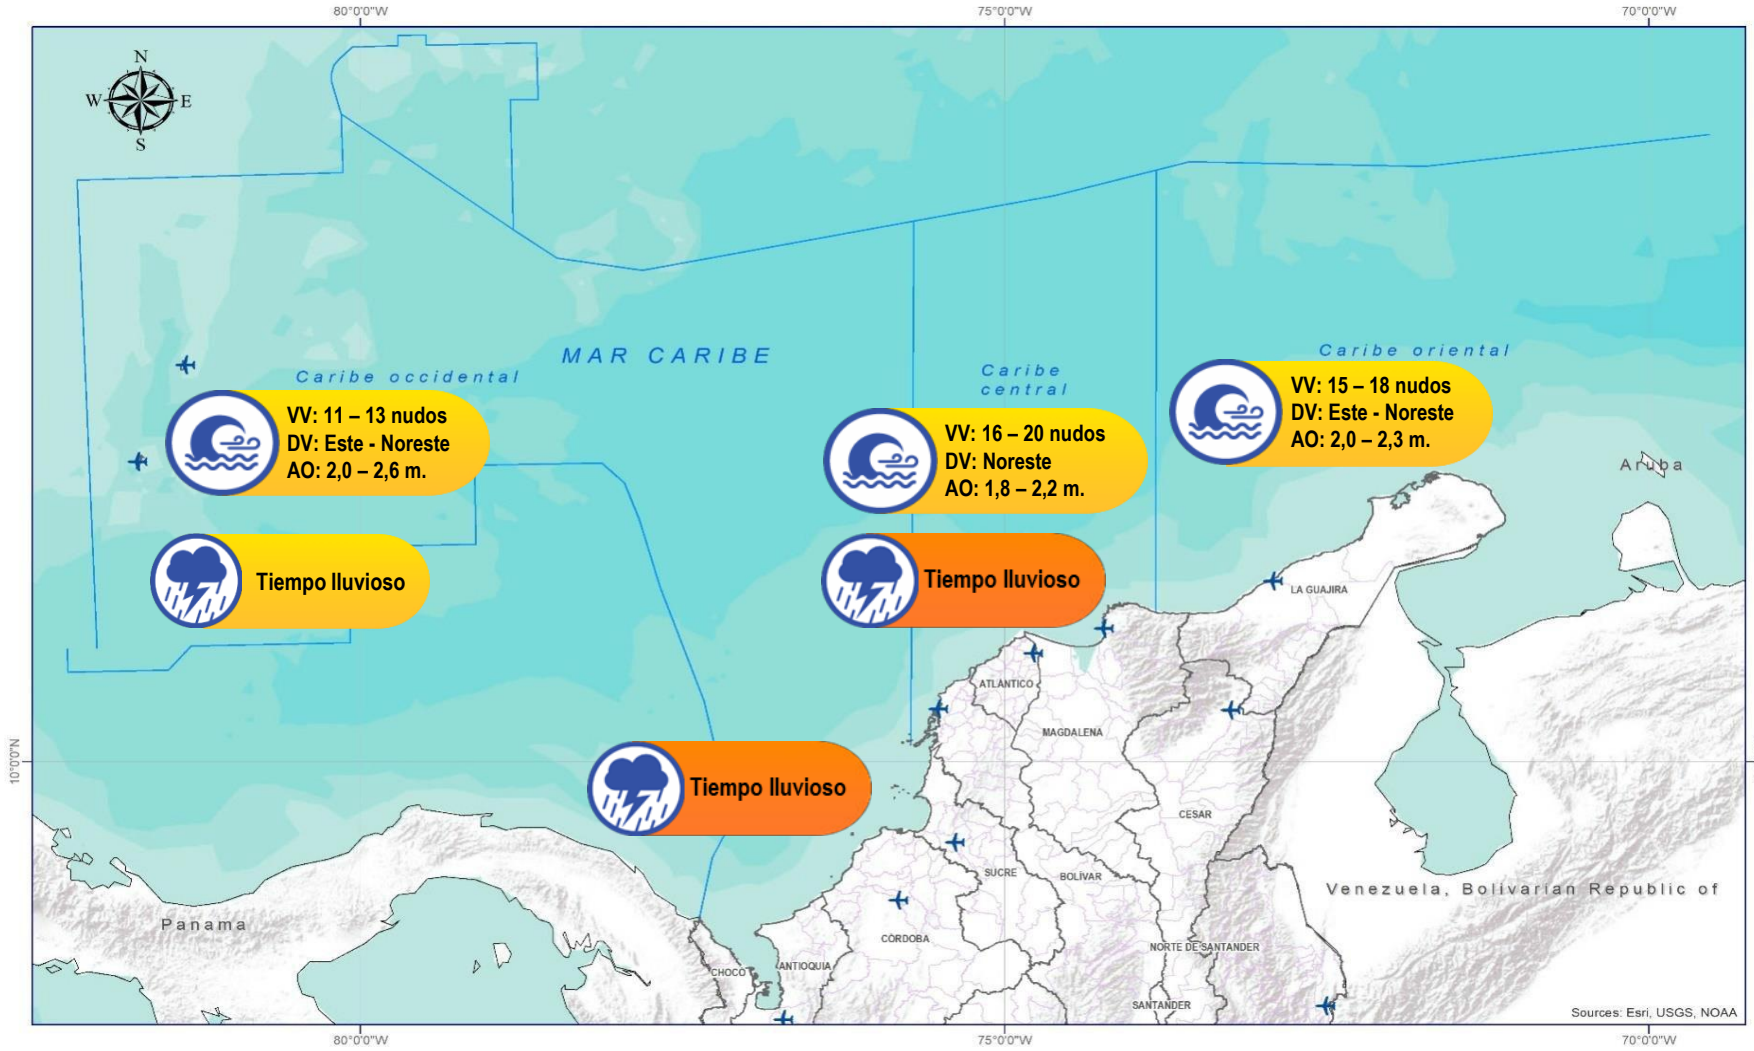 80°0'0"W
75°0'0"W
70°0'0"W
N
W
E
S
MAR CARIBE
Caribe occidental
Caribe
central
Caribe oriental
VV: 11 – 13 nudos
DV: Este - Noreste
AO: 2,0 – 2,6 m.
VV: 16 – 20 nudos
DV: Noreste
AO: 1,8 – 2,2 m.
VV: 15 – 18 nudos
DV: Este - Noreste
AO: 2,0 – 2,3 m.
Aruba
Tiempo lluvioso
Tiempo lluvioso
LA GUAJIRA
ATLÁNTICO
MAGDALENA
10°0'0"N
Tiempo lluvioso
CESAR
SUCRE
BOLÍVAR
Venezuela, Bolivarian Republic of
Panama
CÓRDOBA
NORTE DE SANTANDER
CHOCÓ
ANTIOQUIA
SANTANDER
Sources: Esri, USGS, NOAA
80°0'0"W
75°0'0"W
70°0'0"W